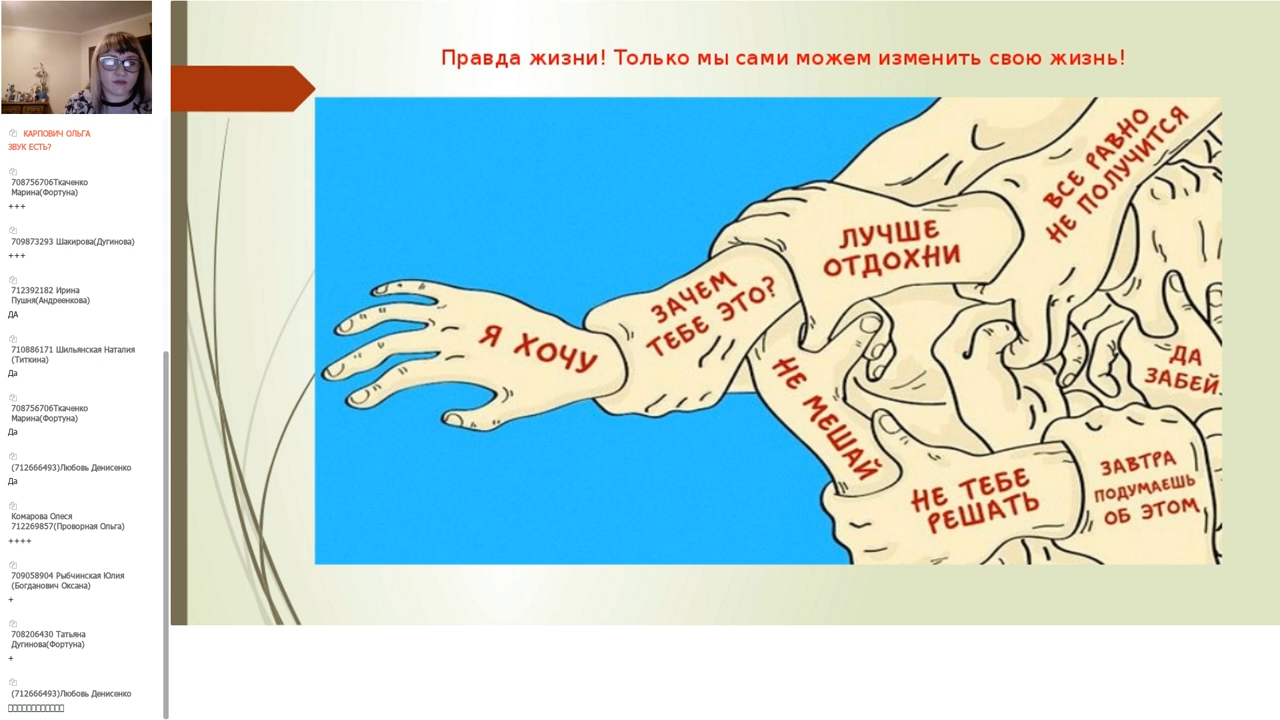 Правда жизни! Только мы сами можем изменить свою жизнь!
КАРПОВИЧ ОЛЬГА
ЗВУК ЕСТЬ?
708756706Ткаченко
Марина(Фортуна)
+++
709873293 Шакирова(Дугинова)
+++
712392182 Ирина
Пушня(Андреенкова)
ДА
710886171 Шильянская Наталия
(Титкина)
Да
708756706Ткаченко
Марина(Фортуна)
Да
(712666493)Любовь Денисенко
Да
Комарова Олеся
712269857(Проворная Ольга)
++++
709058904 Рыбчинская Юлия
(Богданович Оксана)
+
708206430 Татьяна
Дугинова(Фортуна)
+
(712666493)Любовь Денисенко
Я ХОЧУ
ЗАЧЕМ
ТЕБЕ ЭТО?
ЛУЧШЕ
ОТДОХНИ
ВСЕ РАВНО
НЕ ПОЛУЧИТСЯ
НЕ МЕШАЙ
НЕ ТЕБЕ
РЕШАТЬ
ДА
ЗАБЕЙ
ЗАВТРА
ПОДУМАЕШЬ
ОБ ЭТОМ